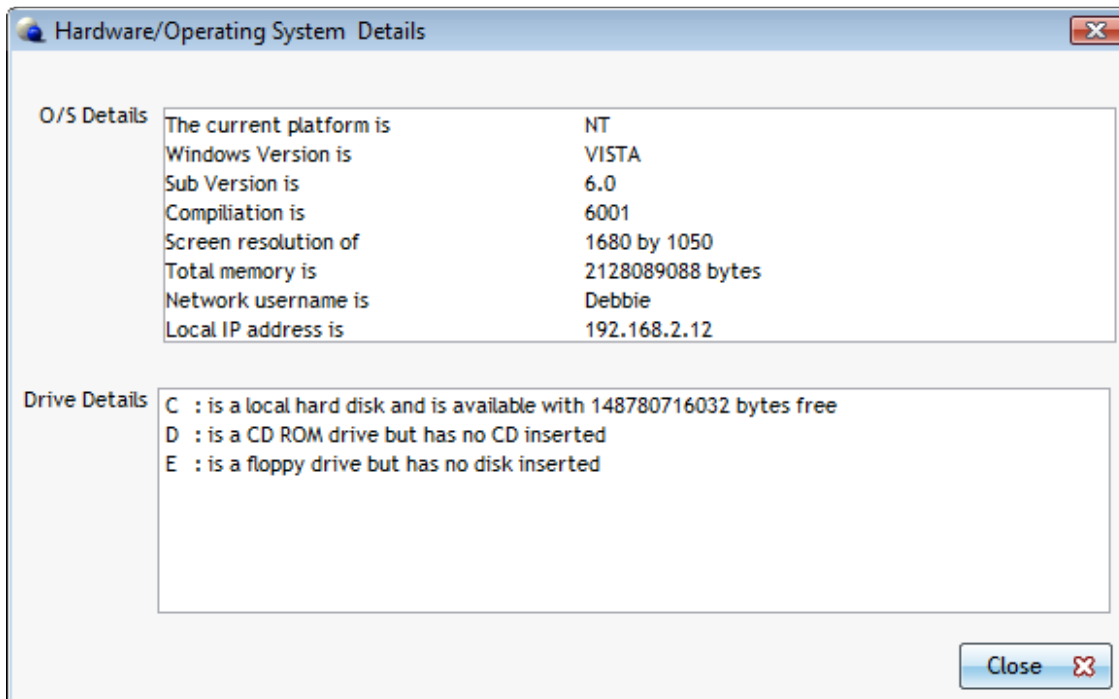 Hardware/Operating System Details
O/S Details
The current platform is NT
Windows Version is VISTA
Sub Version is 6.0
Compiliation is 6001
Screen resolution of 1680 by 1050
Total memory is 2128089088 bytes
Network username is Debbie
Local IP address is 192.168.2.12
Drive Details
C : is a local hard disk and is available with 148780716032 bytes free
D : is a CD ROM drive but has no CD inserted
E : is a floppy drive but has no disk inserted
Close